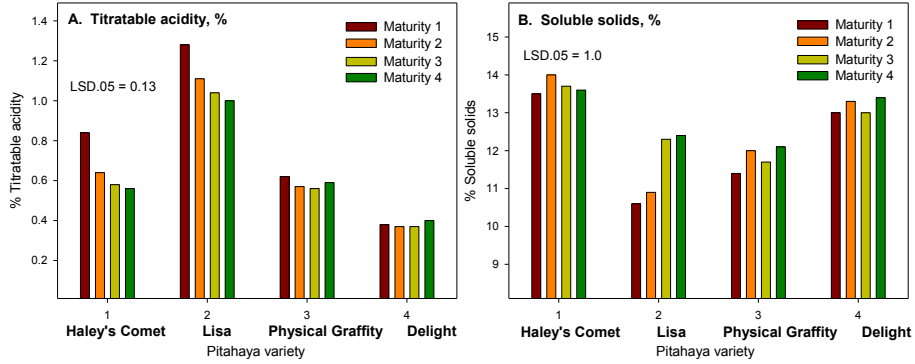 A. Titratable acidity, %
Maturity 1
Maturity 2
Maturity 3
Maturity 4
LSD.05 = 0.13
% Titratable acidity
1.4
1.2
1.0
0.8
0.6
0.4
0.2
1 2 3 4
Haley's Comet Lisa Physical Graffity Delight
Pitahaya variety
B. Soluble solids, %
Maturity 1
Maturity 2
Maturity 3
Maturity 4
LSD.05 = 1.0
% Soluble solids
15
14
13
12
11
10
9
1 2 3 4
Haley's Comet Lisa Physical Graffity Delight
Pitahaya variety